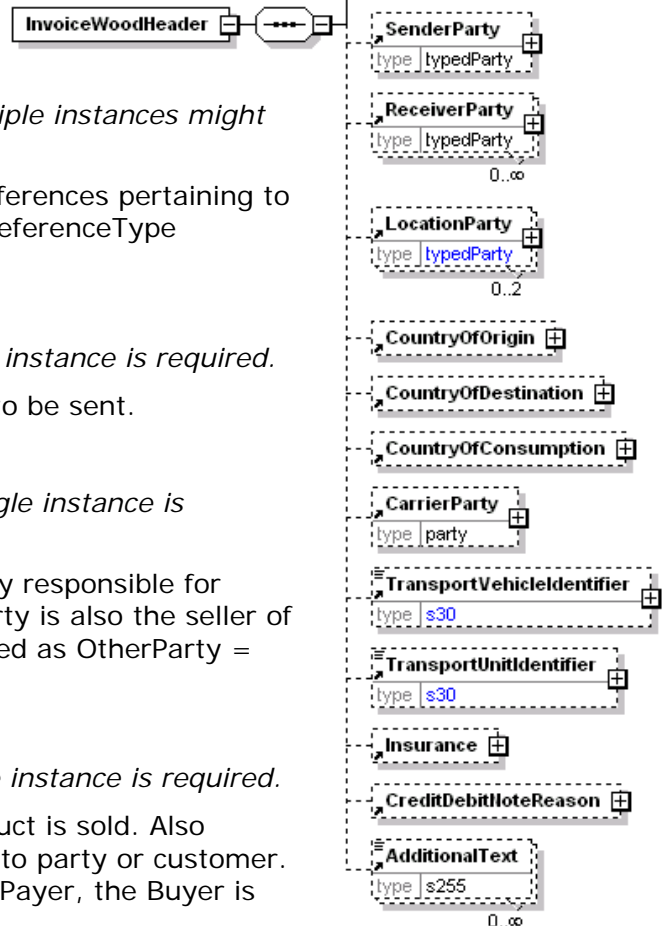 InvoiceWoodHeader
iple instances might
ferences pertaining to
eferenceType
instance is required.
o be sent.
gle instance is
y responsible for
rty is also the seller of
ed as OtherParty =
instance is required.
uct is sold. Also
to party or customer.
Payer, the Buyer is
SenderParty
type typedParty
ReceiverParty
type typedParty
0..∞
LocationParty
type typedParty
0..2
CountryOfOrigin
CountryOfDestination
CountryOfConsumption
CarrierParty
type party
TransportVehicleIdentifier
type s30
TransportUnitIdentifier
type s30
Insurance
CreditDebitNoteReason
AdditionalText
type s255
0..∞